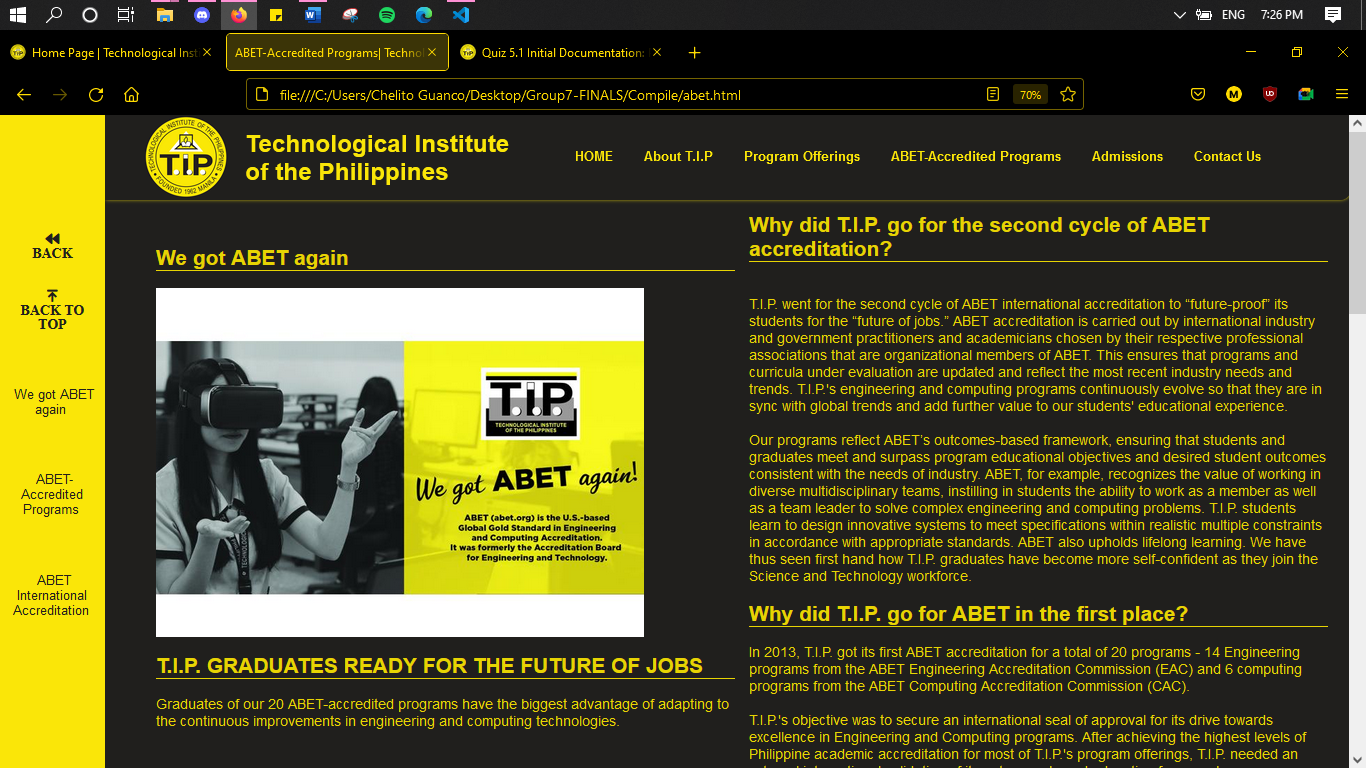 ENG 7:26 PM
Home Page | Technological Inst
ABET-Accredited Programs| Techno
Quiz 5.1 Initial Documentation:
file:///C:/Users/Chelito Guanco/Desktop/Group7-FINALS/Compile/abet.html
70%
TECHNOLOGICAL INSTITUTE OF THE PHILIPPINES
T.I.P.
FOUNDED 1962 MANILA
Technological Institute
of the Philippines
HOME
About T.I.P
Program Offerings
ABET-Accredited Programs
Admissions
Contact Us
BACK
BACK TO
TOP
We got ABET
again
ABET-
Accredited
Programs
ABET
International
Accreditation
We got ABET again
T.I.P.
TECHNOLOGICAL INSTITUTE
OF THE PHILIPPINES
We got ABET again!
ABET (abet.org) is the U.S.-based
Global Gold Standard in Engineering
and Computing Accreditation.
It was formerly the Accreditation Board
for Engineering and Technology.
T.I.P. GRADUATES READY FOR THE FUTURE OF JOBS
Graduates of our 20 ABET-accredited programs have the biggest advantage of adapting to
the continuous improvements in engineering and computing technologies.
Why did T.I.P. go for the second cycle of ABET
accreditation?
T.I.P. went for the second cycle of ABET international accreditation to “future-proof” its
students for the “future of jobs.” ABET accreditation is carried out by international industry
and government practitioners and academicians chosen by their respective professional
associations that are organizational members of ABET. This ensures that programs and
curricula under evaluation are updated and reflect the most recent industry needs and
trends. T.I.P.'s engineering and computing programs continuously evolve so that they are in
sync with global trends and add further value to our students' educational experience.
Our programs reflect ABET’s outcomes-based framework, ensuring that students and
graduates meet and surpass program educational objectives and desired student outcomes
consistent with the needs of industry. ABET, for example, recognizes the value of working in
diverse multidisciplinary teams, instilling in students the ability to work as a member as well
as a team leader to solve complex engineering and computing problems. T.I.P. students
learn to design innovative systems to meet specifications within realistic multiple constraints
in accordance with appropriate standards. ABET also upholds lifelong learning. We have
thus seen first hand how T.I.P. graduates have become more self-confident as they join the
Science and Technology workforce.
Why did T.I.P. go for ABET in the first place?
In 2013, T.I.P. got its first ABET accreditation for a total of 20 programs - 14 Engineering
programs from the ABET Engineering Accreditation Commission (EAC) and 6 computing
programs from the ABET Computing Accreditation Commission (CAC).
T.I.P.'s objective was to secure an international seal of approval for its drive towards
excellence in Engineering and Computing programs. After achieving the highest levels of
Philippine academic accreditation for most of T.I.P.'s program offerings, T.I.P. needed an